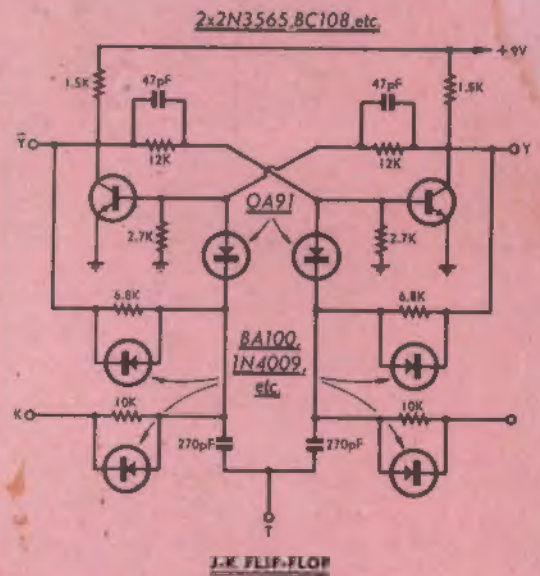 2x2N3565,BC108,etc.
+9V
1.5K
47pF
47pF
1.5K
Y̅
12K
12K
Y
OA91
2.7K
2.7K
6.8K
6.8K
BA100,
1N4009,
etc.
K
10K
10K
270pF
270pF
T
J-K FLIP-FLOP